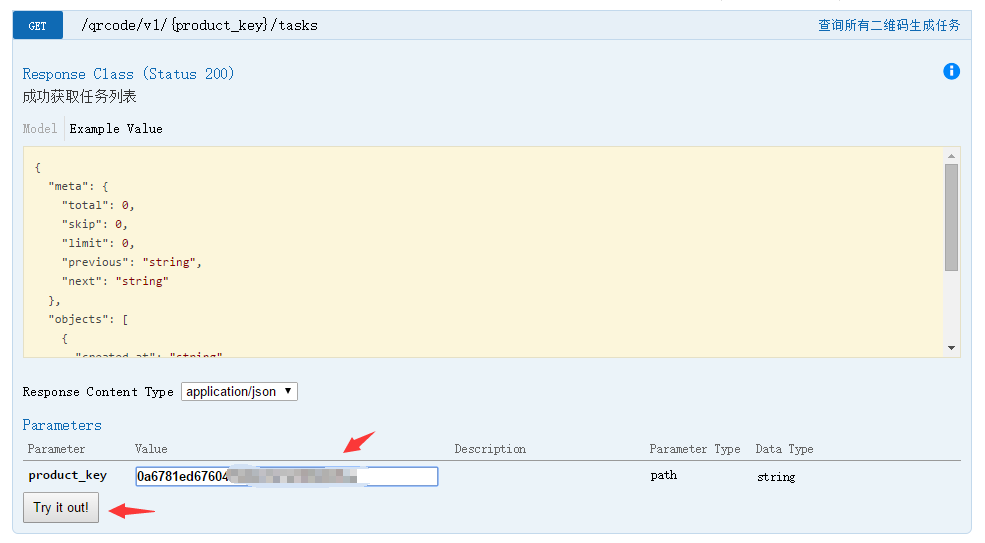 GET /qrcode/v1/{product_key}/tasks 查询所有二维码生成任务
Response Class (Status 200)
成功获取任务列表
Model Example Value
{
"meta": {
"total": 0,
"skip": 0,
"limit": 0,
"previous": "string",
"next": "string"
},
"objects": [
{
"created_at": "string"
Response Content Type application/json
Parameters
Parameter Value Description Parameter Type Data Type
product_key 0a6781ed67604 path string
Try it out!